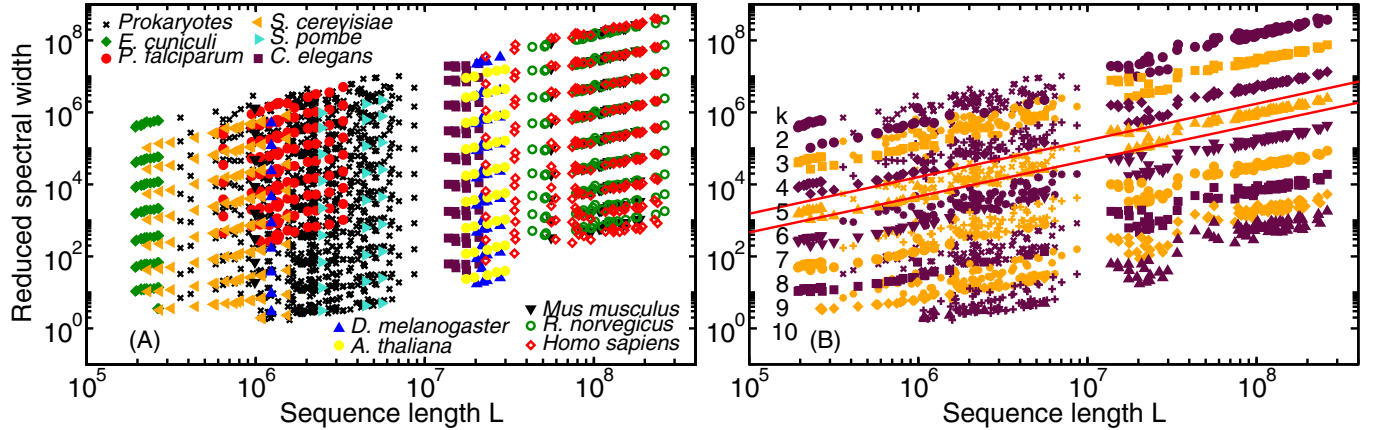 Prokaryotes
E. cuniculi
P. falciparum
S. cerevisiae
S. pombe
C. elegans
D. melanogaster
A. thaliana
Mus musculus
R. norvegicus
Homo sapiens
(A)
Reduced spectral width
10^8
10^6
10^4
10^2
10^0
10^5
10^6
10^7
10^8
Sequence length L
10^8
10^6
10^4
10^2
10^0
k
2
3
4
5
6
7
8
9
10
(B)
10^5
10^6
10^7
10^8
Sequence length L